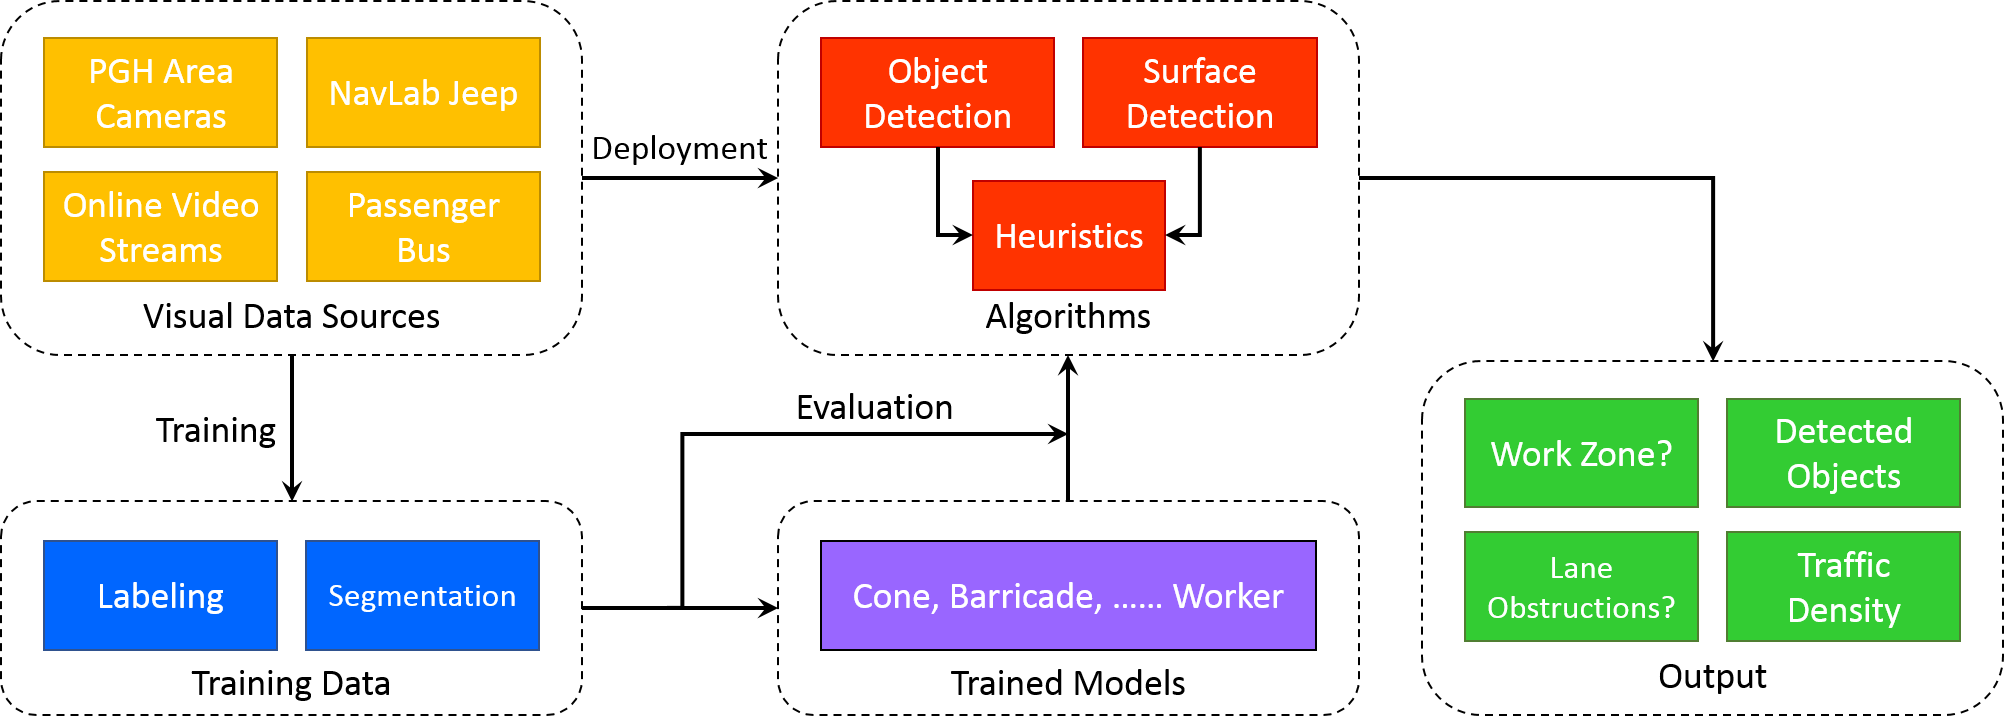 PGH Area
Cameras
NavLab Jeep
Online Video
Streams
Passenger
Bus
Visual Data Sources
Deployment
Object
Detection
Surface
Detection
Heuristics
Algorithms
Training
Evaluation
Labeling
Segmentation
Training Data
Cone, Barricade, ...... Worker
Trained Models
Work Zone?
Detected
Objects
Lane
Obstructions?
Traffic
Density
Output